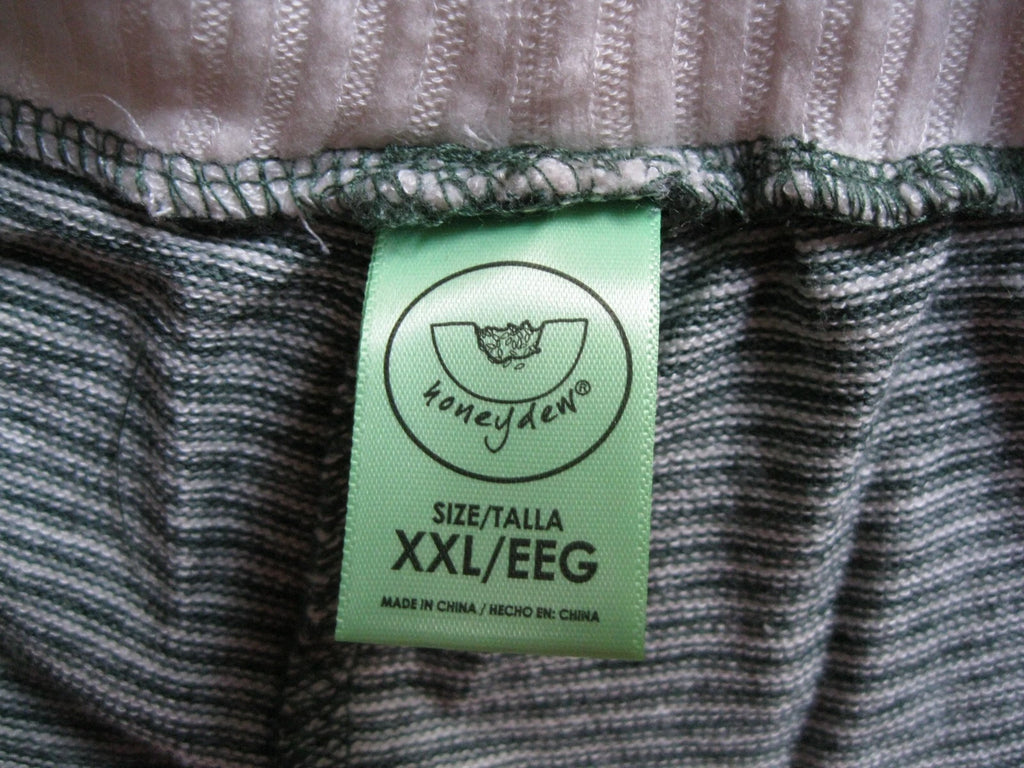 honeydew®
SIZE/TALLA
XXL/EEG
MADE IN CHINA / HECHO EN: CHINA